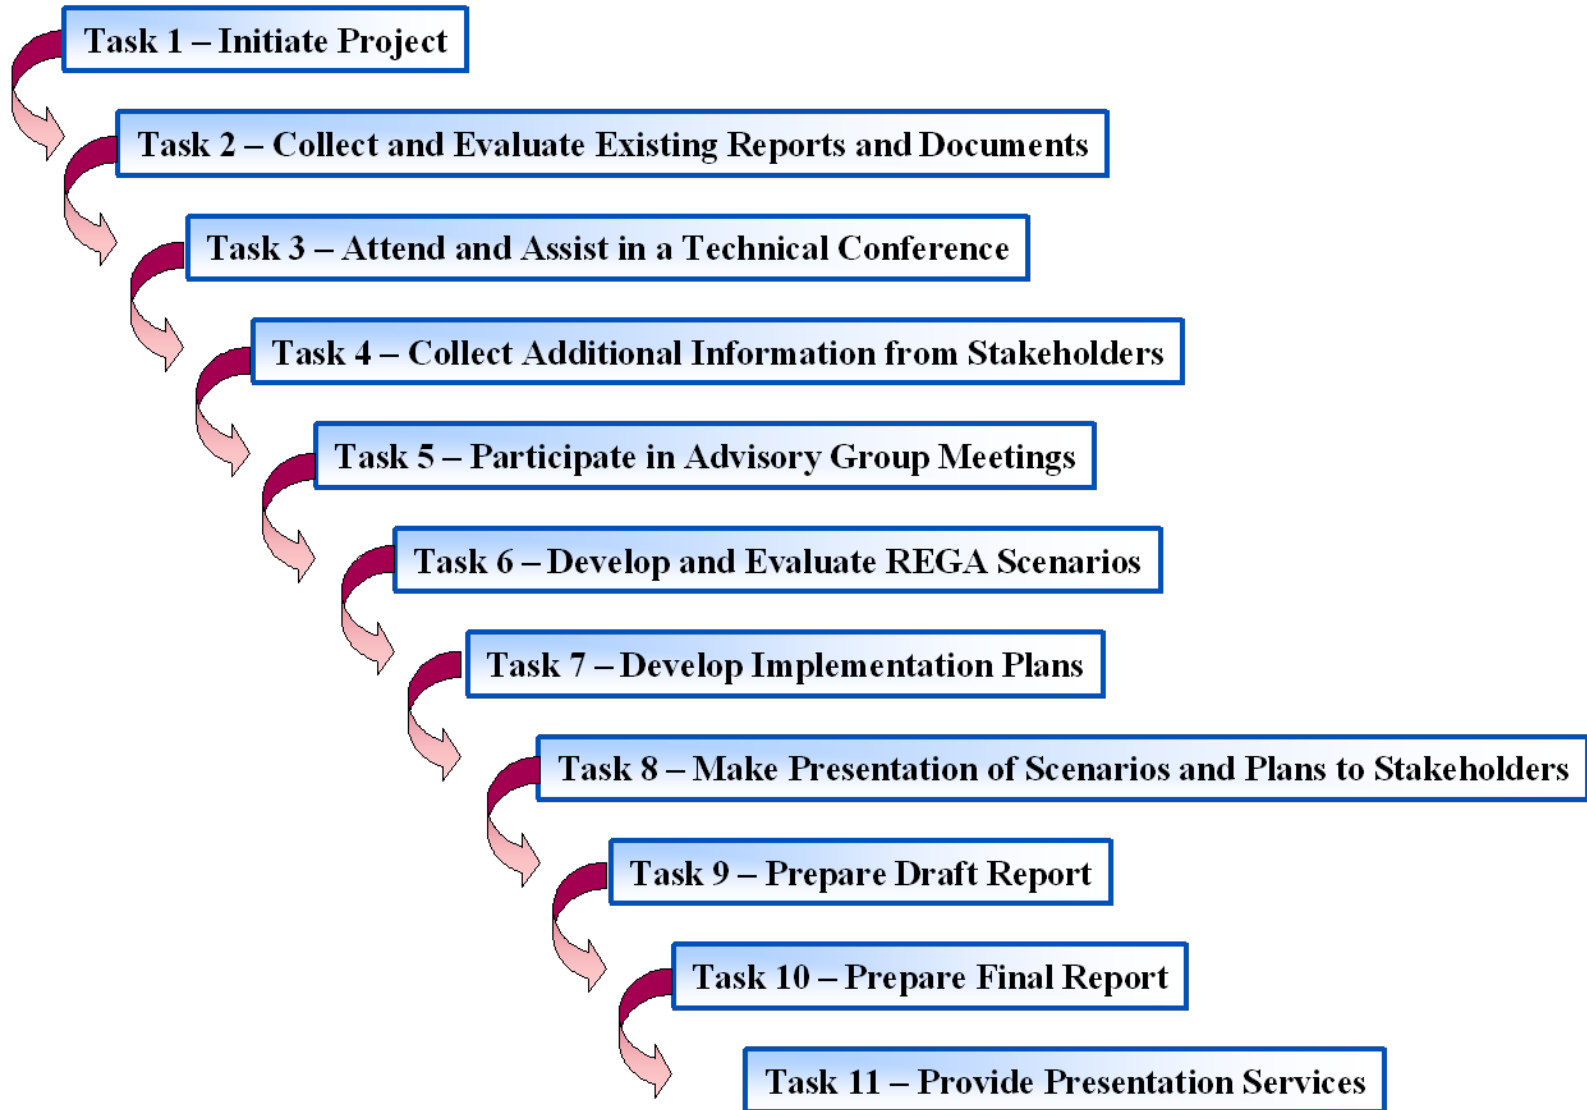 Task 1 – Initiate Project
Task 2 – Collect and Evaluate Existing Reports and Documents
Task 3 – Attend and Assist in a Technical Conference
Task 4 – Collect Additional Information from Stakeholders
Task 5 – Participate in Advisory Group Meetings
Task 6 – Develop and Evaluate REGA Scenarios
Task 7 – Develop Implementation Plans
Task 8 – Make Presentation of Scenarios and Plans to Stakeholders
Task 9 – Prepare Draft Report
Task 10 – Prepare Final Report
Task 11 – Provide Presentation Services